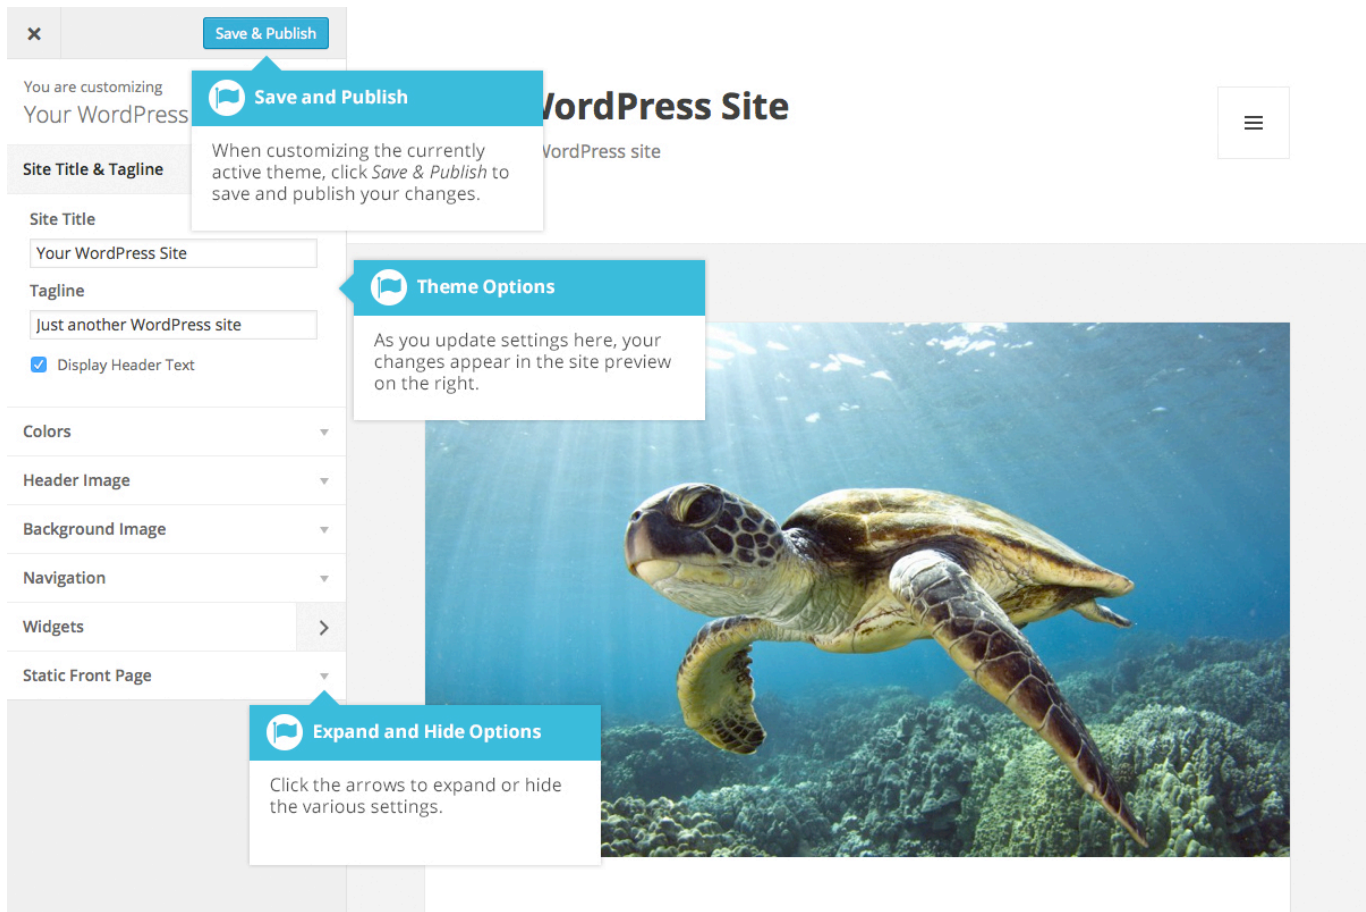 Save & Publish
You are customizing
Your WordPress
Save and Publish
When customizing the currently
active theme, click Save & Publish to
save and publish your changes.
WordPress Site
WordPress site
Site Title & Tagline
Site Title
Your WordPress Site
Tagline
Just another WordPress site
Display Header Text
Theme Options
As you update settings here, your
changes appear in the site preview
on the right.
Colors
Header Image
Background Image
Navigation
Widgets
Static Front Page
Expand and Hide Options
Click the arrows to expand or hide
the various settings.